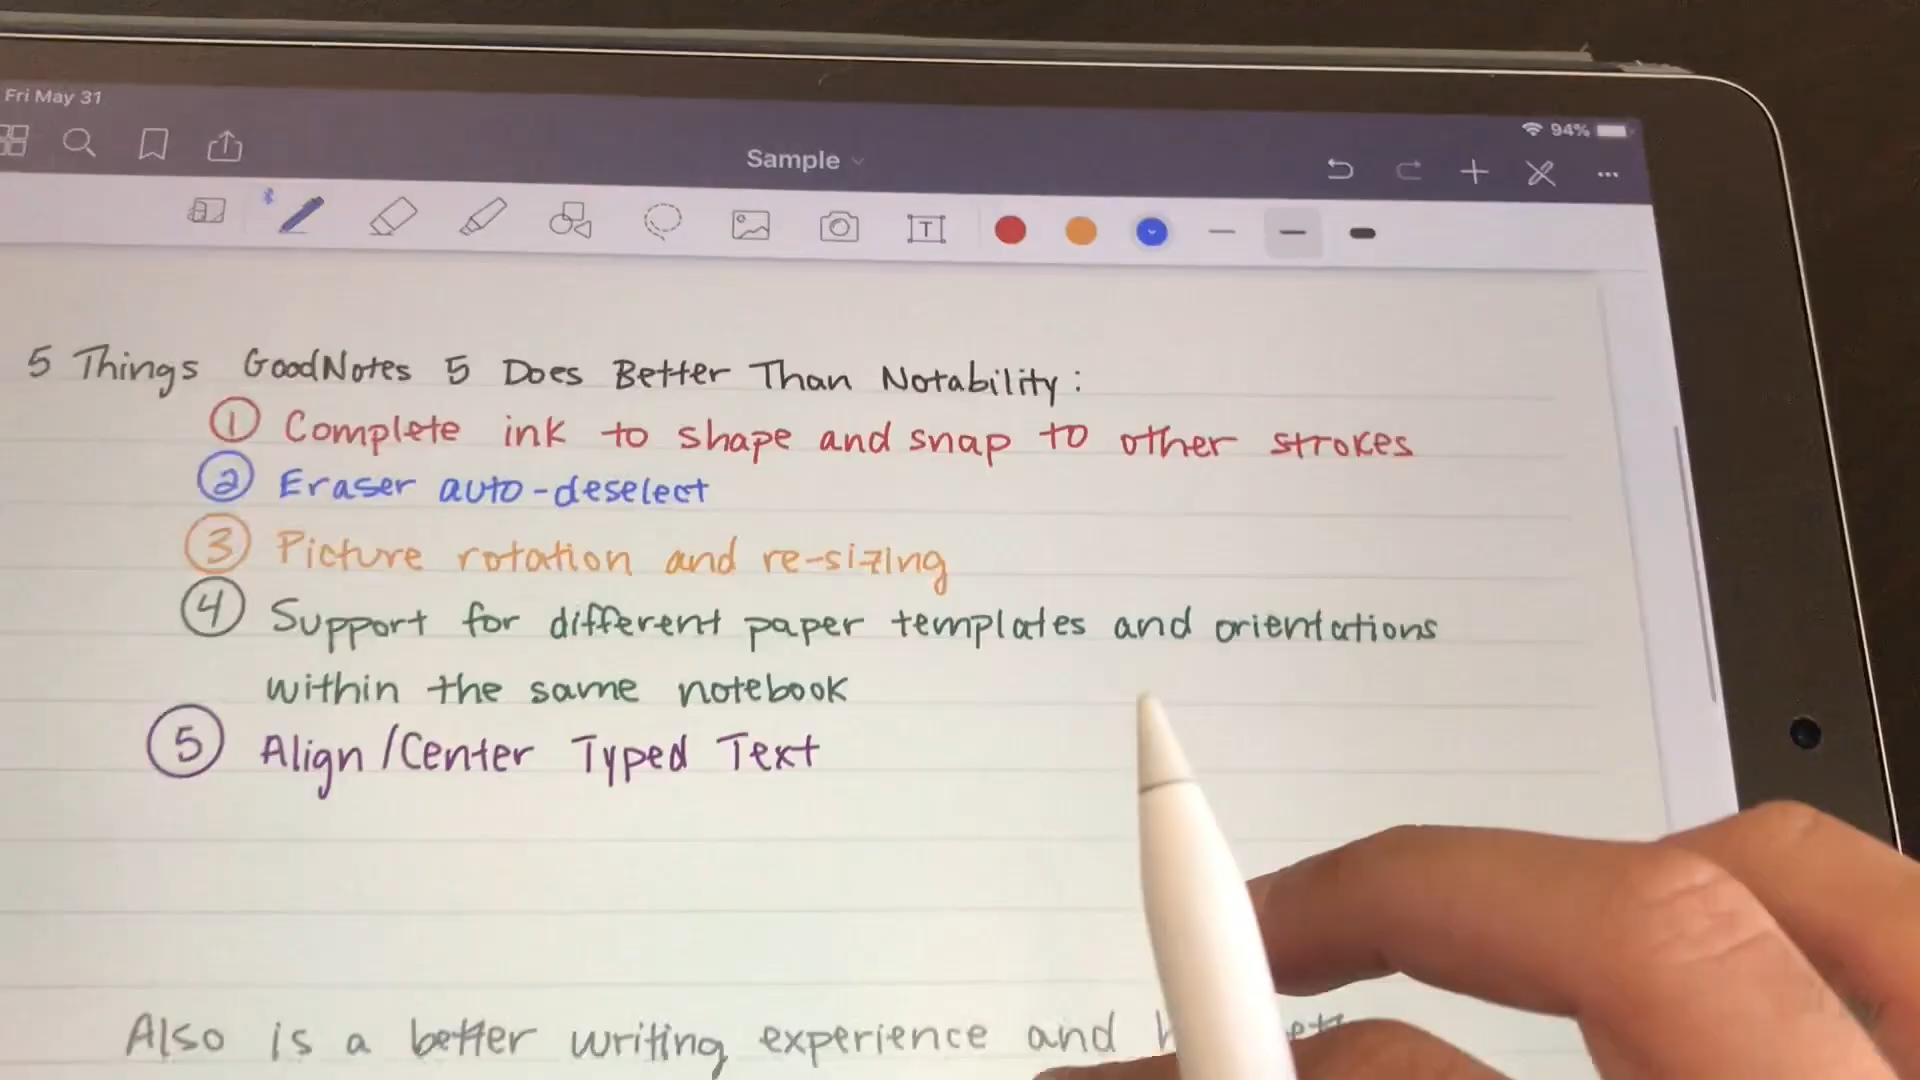 Fri May 31
94%
Sample
T
5 Things GoodNotes 5 Does Better Than Notability:
1 Complete ink to shape and snap to other strokes
2 Eraser auto-deselect
3 Picture rotation and re-sizing
4 Support for different paper templates and orientations
within the same notebook
5 Align/Center Typed Text
Also is a better writing experience and